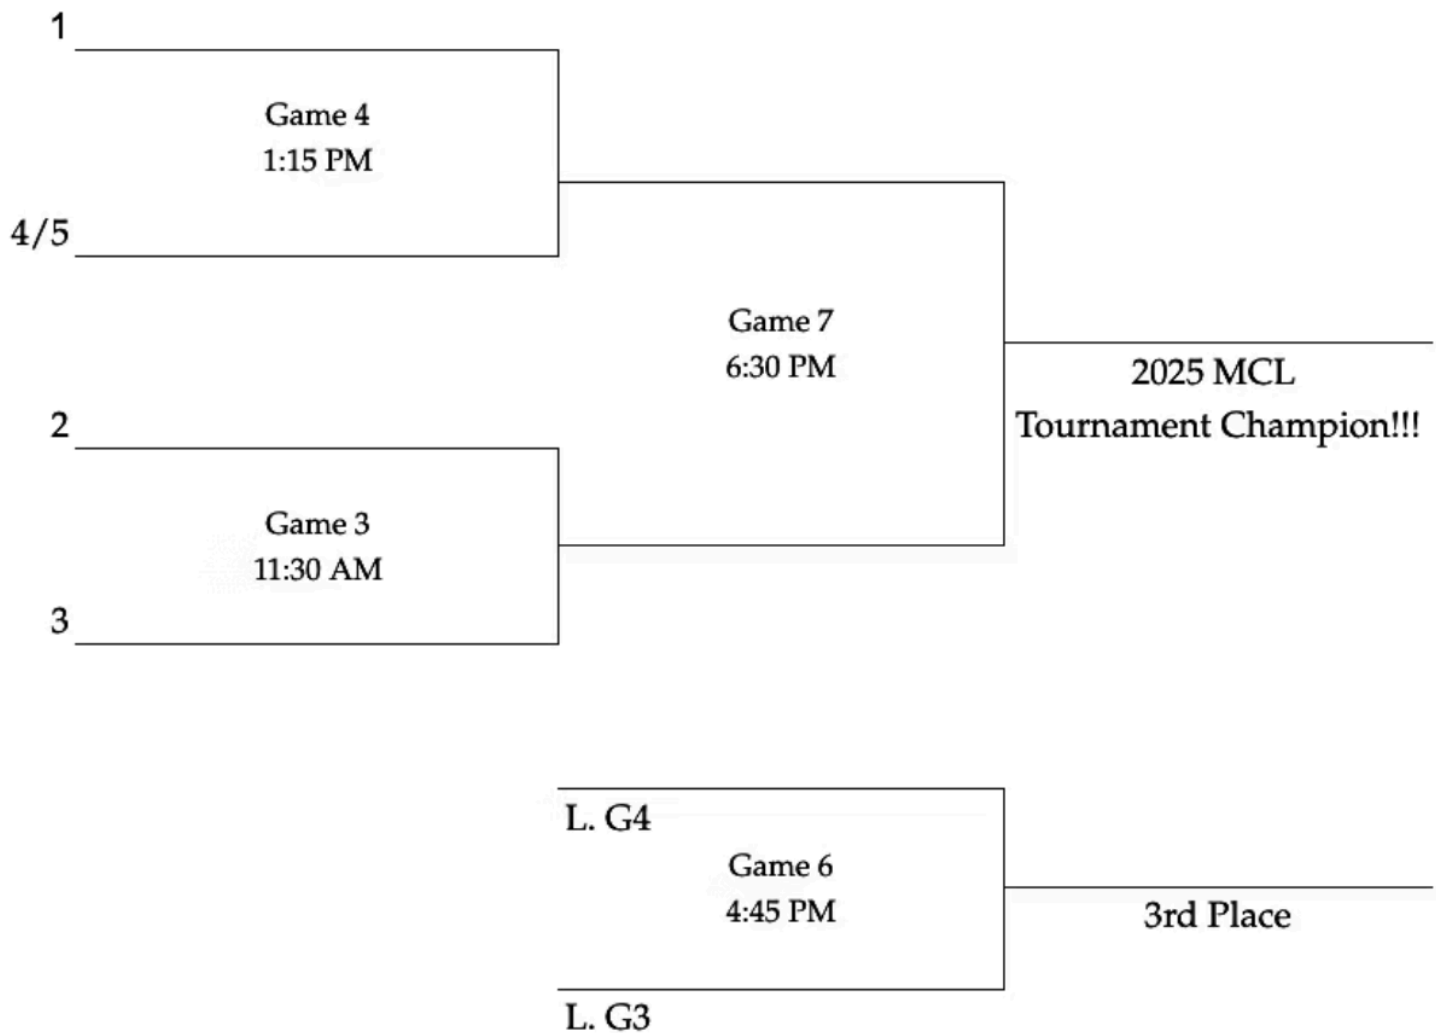 1
Game 4
1:15 PM
4/5
Game 7
6:30 PM
2025 MCL
Tournament Champion!!!
2
Game 3
11:30 AM
3
L. G4
Game 6
4:45 PM
3rd Place
L. G3